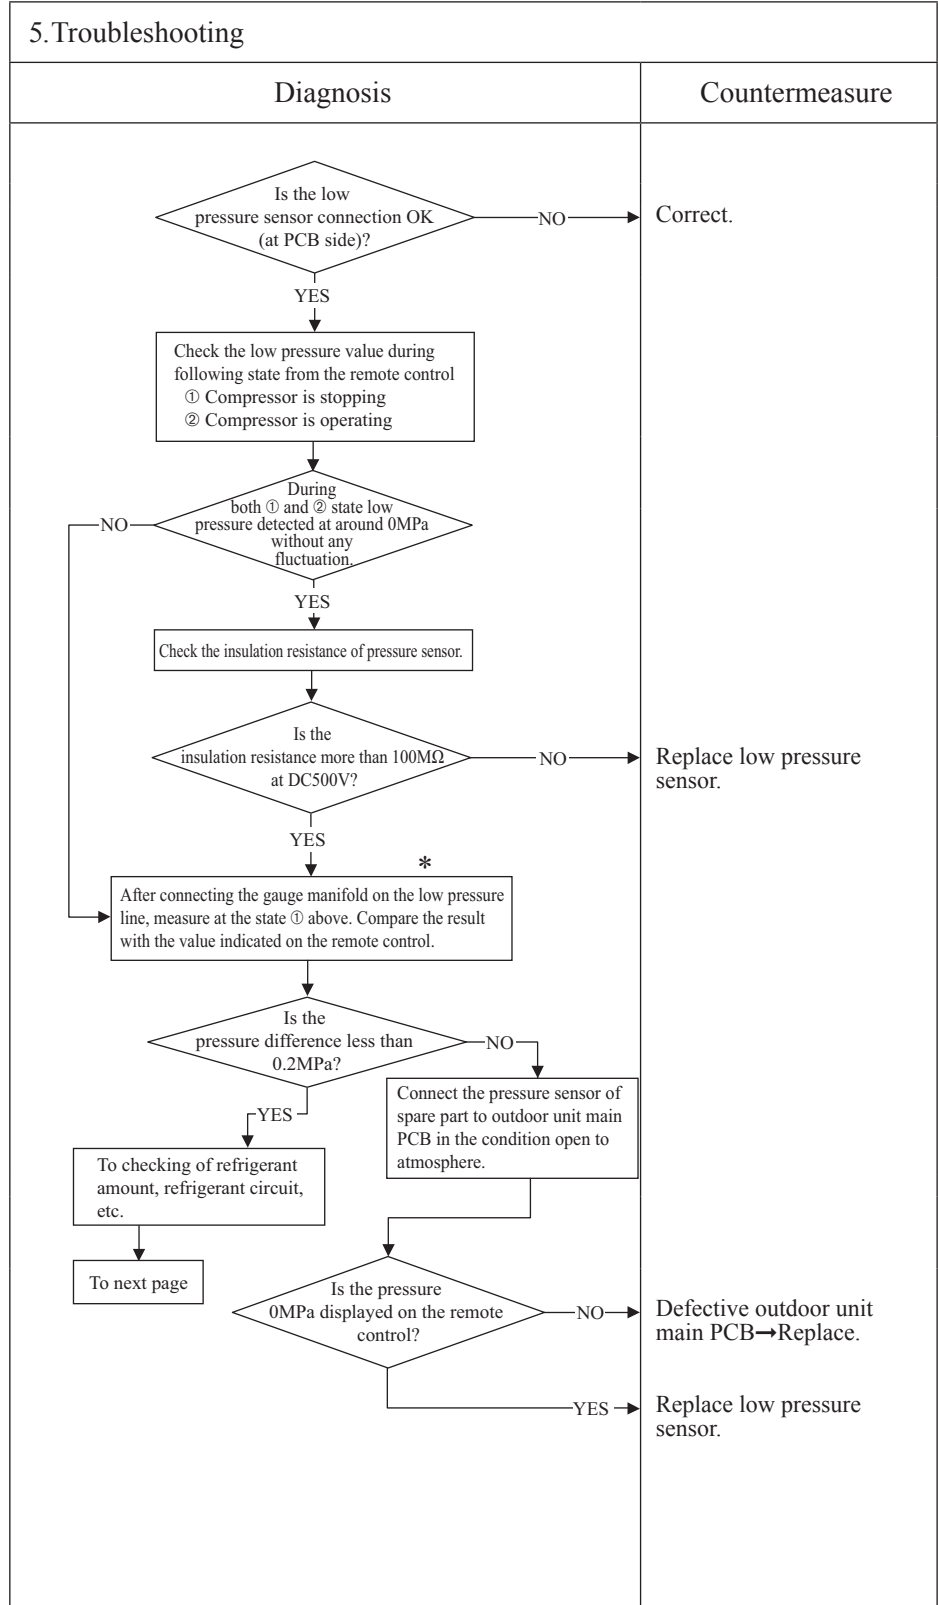 5.Troubleshooting
Diagnosis
Countermeasure
Is the low
pressure sensor connection OK
(at PCB side)?
NO
Correct.
YES
Check the low pressure value during
following state from the remote control
① Compressor is stopping
② Compressor is operating
During
both ① and ② state low
pressure detected at around 0MPa
without any
fluctuation.
NO
YES
Check the insulation resistance of pressure sensor.
Is the
insulation resistance more than 100MΩ
at DC500V?
NO
Replace low pressure
sensor.
YES
*
After connecting the gauge manifold on the low pressure
line, measure at the state ① above. Compare the result
with the value indicated on the remote control.
Is the
pressure difference less than
0.2MPa?
NO
YES
Connect the pressure sensor of
spare part to outdoor unit main
PCB in the condition open to
atmosphere.
To checking of refrigerant
amount, refrigerant circuit,
etc.
To next page
Is the pressure
0MPa displayed on the remote
control?
NO
Defective outdoor unit
main PCB→Replace.
YES
Replace low pressure
sensor.